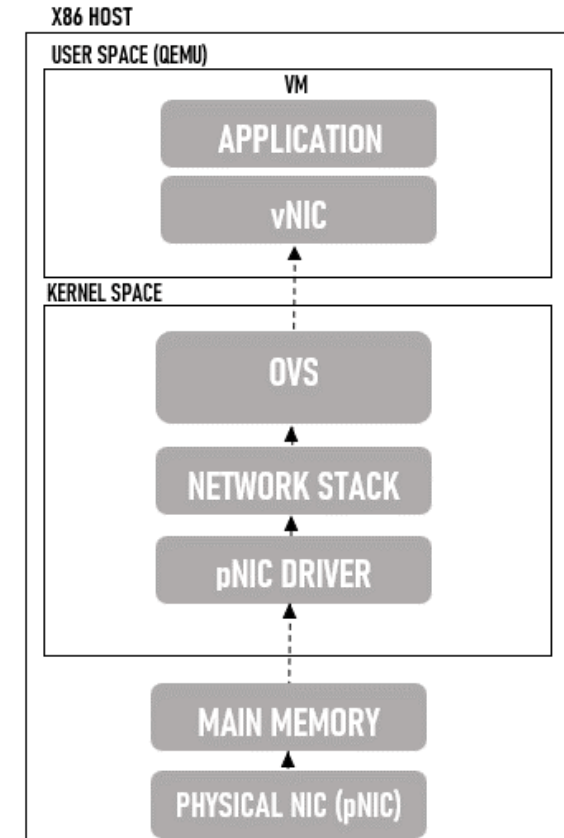 X86 HOST
USER SPACE (QEMU)
VM
APPLICATION
vNIC
KERNEL SPACE
OVS
NETWORK STACK
pNIC DRIVER
MAIN MEMORY
PHYSICAL NIC (pNIC)